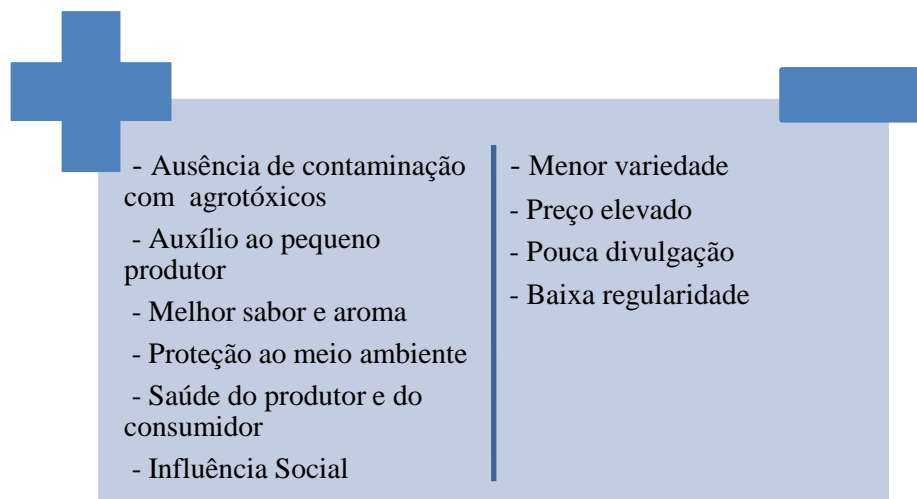 - Ausência de contaminação
com agrotóxicos
- Auxílio ao pequeno
produtor
- Melhor sabor e aroma
- Proteção ao meio ambiente
- Saúde do produtor e do
consumidor
- Influência Social
- Menor variedade
- Preço elevado
- Pouca divulgação
- Baixa regularidade